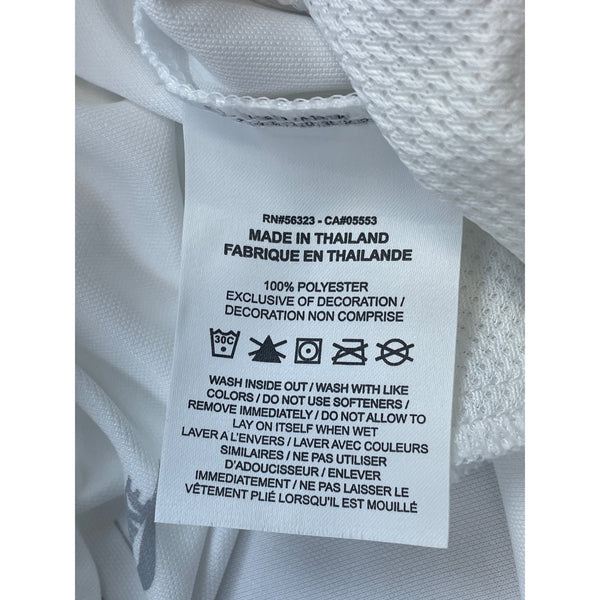 RN#56323 - CA#05553
MADE IN THAILAND
FABRIQUE EN THAILANDE
100% POLYESTER
EXCLUSIVE OF DECORATION /
DECORATION NON COMPRISE
30C
WASH INSIDE OUT / WASH WITH LIKE
COLORS / DO NOT USE SOFTENERS /
REMOVE IMMEDIATELY / DO NOT ALLOW TO
LAY ON ITSELF WHEN WET
LAVER A L'ENVERS / LAVER AVEC COULEURS
SIMILAIRES / NE PAS UTILISER
D'ADOUCISSEUR / ENLEVER
IMMEDIATEMENT / NE PAS LAISSER LE
VÊTEMENT PLIÉ LORSQU'IL EST MOUILLÉ